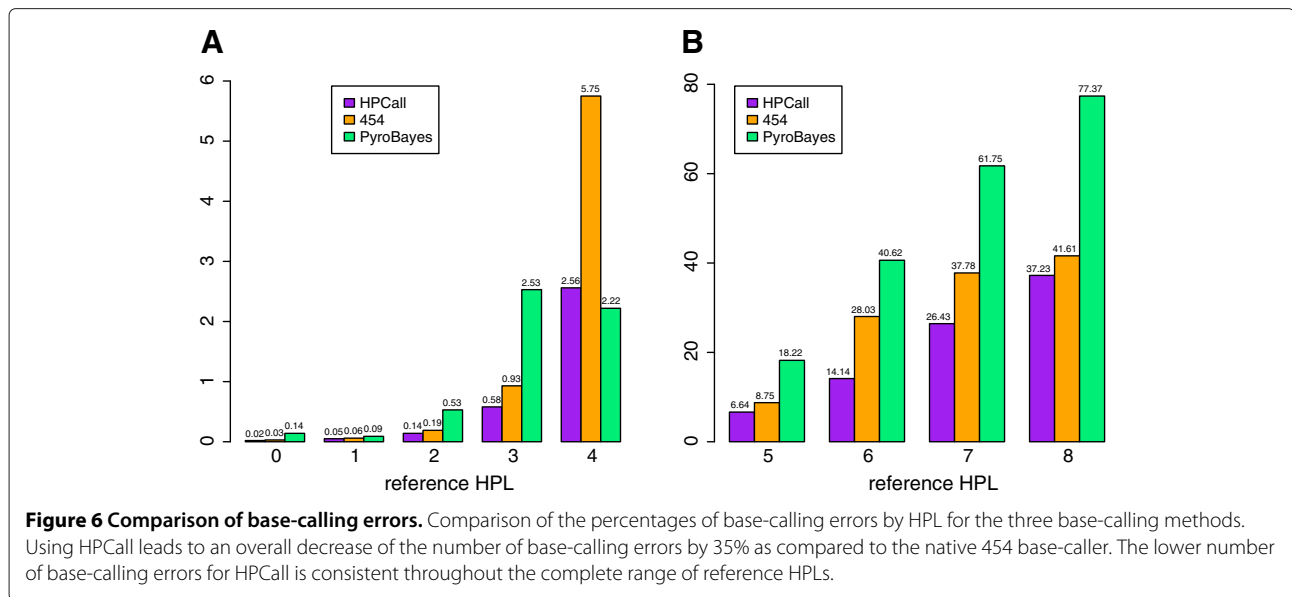 A
6
5
4
3
2
1
0
HPCall
454
PyroBayes
0.02 0.03 0.14
0.05 0.06 0.09
0.14 0.19 0.53
0.58 0.93 2.53
2.56 5.75 2.22
0 1 2 3 4
reference HPL
B
80
60
40
20
0
HPCall
454
PyroBayes
6.64 8.75 18.22
14.14 28.03 40.62
26.43 37.78 61.75
37.23 41.61 77.37
5 6 7 8
reference HPL
Figure 6 Comparison of base-calling errors. Comparison of the percentages of base-calling errors by HPL for the three base-calling methods.
Using HPCall leads to an overall decrease of the number of base-calling errors by 35% as compared to the native 454 base-caller. The lower number
of base-calling errors for HPCall is consistent throughout the complete range of reference HPLs.